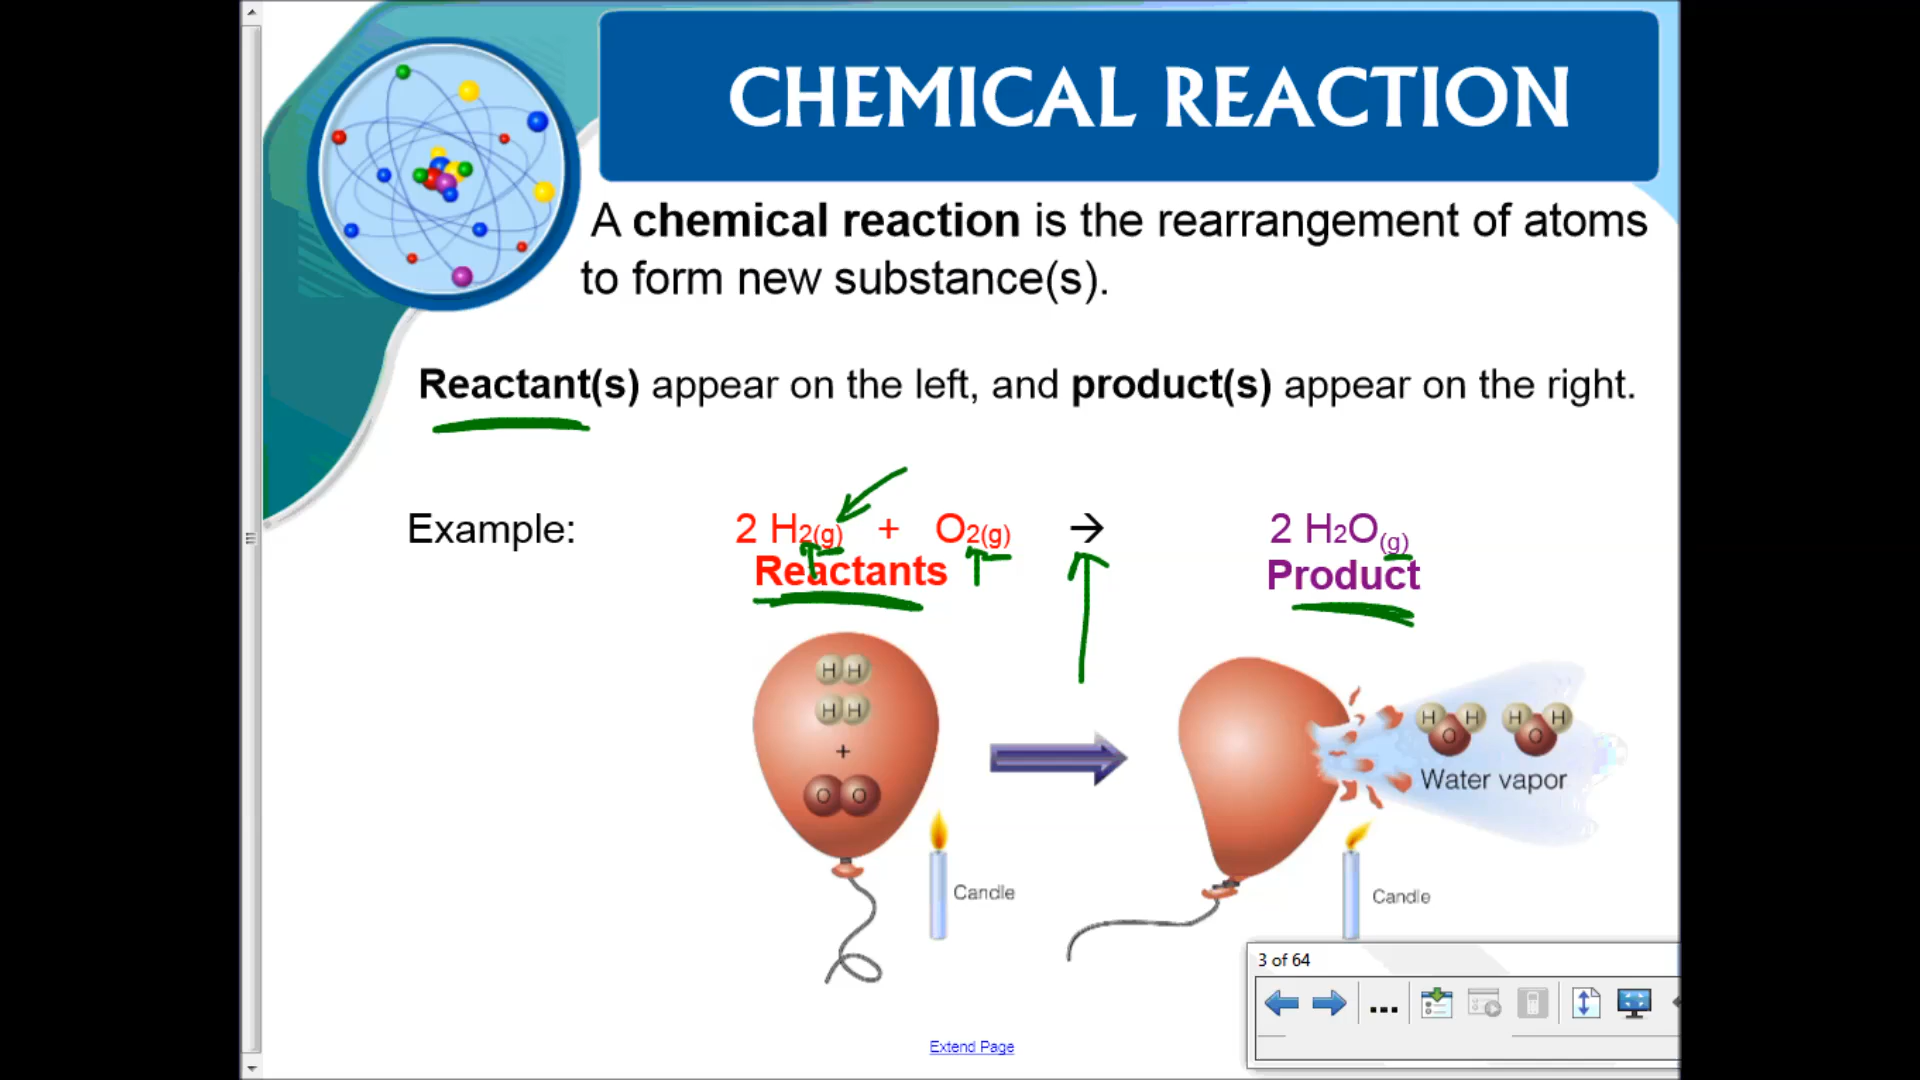 CHEMICAL REACTION
A chemical reaction is the rearrangement of atoms
to form new substance(s).
Reactant(s) appear on the left, and product(s) appear on the right.
Example: 2 H2(g) + O2(g) → 2 H2O(g)
Reactants Product
H H
H H
+
O O
H H H H
O O
Water vapor
Candle
Candle
3 of 64
...
Extend Page